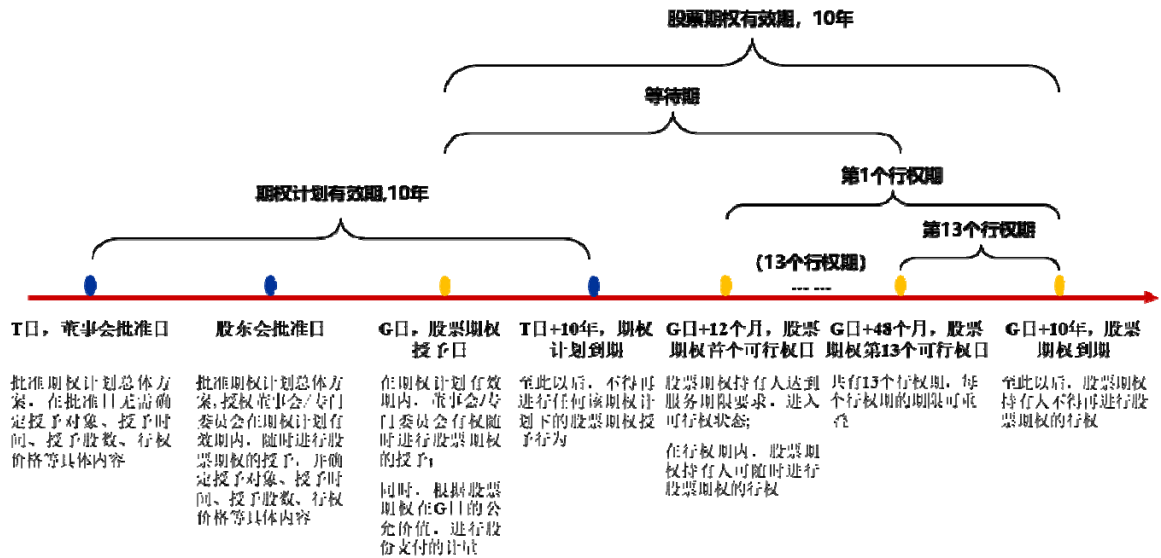 股票期权有效期，10年
等待期
第1个行权期
期权计划有效期,10年
第13个行权期
(13个行权期)
--- ---
T日，董事会批准日
批准期权计划总体方
案，在批准日无需确
定授予对象、授予时
间、授予股数、行权
价格等具体内容
股东会批准日
批准期权计划总体方
案,授权董事会/专门
委员会在期权计划有
效期内，随时进行股
票期权的授予，并确
定授予对象、授予时
间、授予股数、行权
价格等具体内容
G日，股票期权
授予日
在期权计划有效
期内，董事会/专
门委员会有权随
时进行股票期权
的授予；
同时，根据股票
期权在G日的公
允价值，进行股
份支付的计量
T日+10年，期权
计划到期
至此以后，不得再
进行任何该期权计
划下的股票期权授
予行为
G日+12个月，股票
期权首个可行权日
股票期权持有人达到
服务期限要求，进入
可行权状态;
在行权期内，股票期
权持有人可随时进行
股票期权的行权
G日+48个月，股票
期权第13个可行权日
共有13个行权期，每
个行权期的期限可重
叠
G日+10年，股票
期权到期
至此以后，股票期权
持有人不得再进行股
票期权的行权